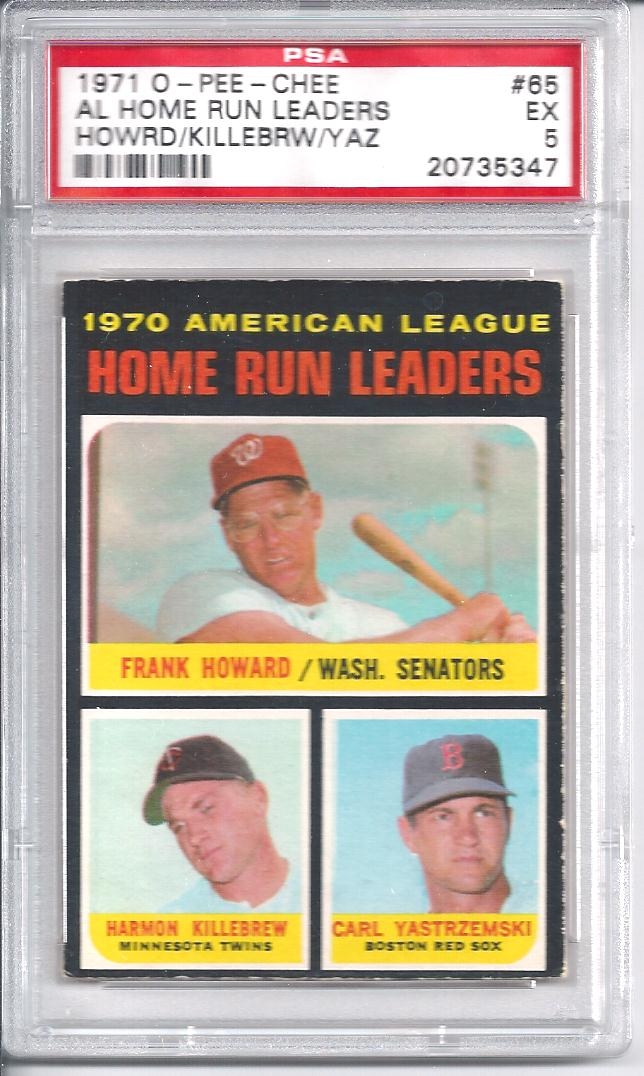 PSA
1971 O-PEE-CHEE #65
AL HOME RUN LEADERS EX
HOWRD/KILLEBRW/YAZ 5
20735347
1970 AMERICAN LEAGUE
HOME RUN LEADERS
W
FRANK HOWARD / WASH. SENATORS
TC
B
HARMON KILLEBREW
MINNESOTA TWINS
CARL YASTRZEMSKI
BOSTON RED SOX